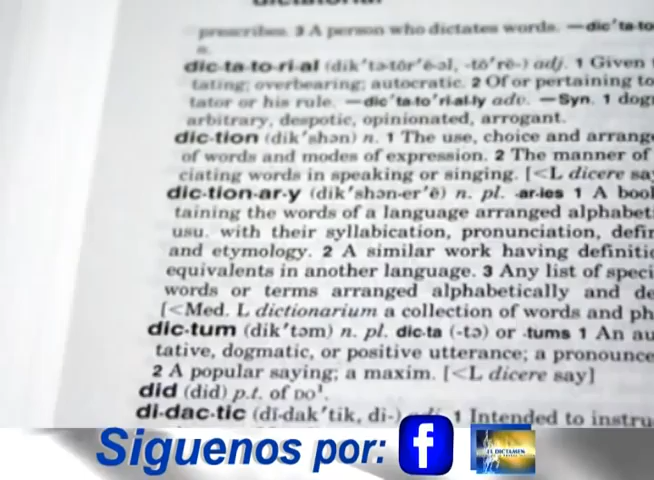 dictatorial
prescribes. 3 A person who dictates words. —dic′ta·to
n.
dic·ta·to·ri·al (dik′tə·tôr′ē·əl, -tō′rē-) adj. 1 Given
tating; overbearing; autocratic. 2 Of or pertaining to
tator or his rule. —dic′ta·to′ri·al·ly adv. —Syn. 1 dog
arbitrary, despotic, opinionated, arrogant.
dic·tion (dik′shən) n. 1 The use, choice and arrang
of words and modes of expression. 2 The manner of
ciating words in speaking or singing. [<L dicere say
dic·tion·ar·y (dik′shən·er′ē) n. pl. ·ar·ies 1 A boo
taining the words of a language arranged alphabet
usu. with their syllabication, pronunciation, defin
and etymology. 2 A similar work having definitio
equivalents in another language. 3 Any list of speci
words or terms arranged alphabetically and de
[<Med. L dictionarium a collection of words and ph
dic·tum (dik′təm) n. pl. dic·ta (-tə) or ·tums 1 An au
tative, dogmatic, or positive utterance; a pronounce
2 A popular saying; a maxim. [<L dicere say]
did (did) p.t. of DO¹.
di·dac·tic (dī·dak′tik, di-) adj. 1 Intended to instru
Siguenos por: f
EL DICTAMEN